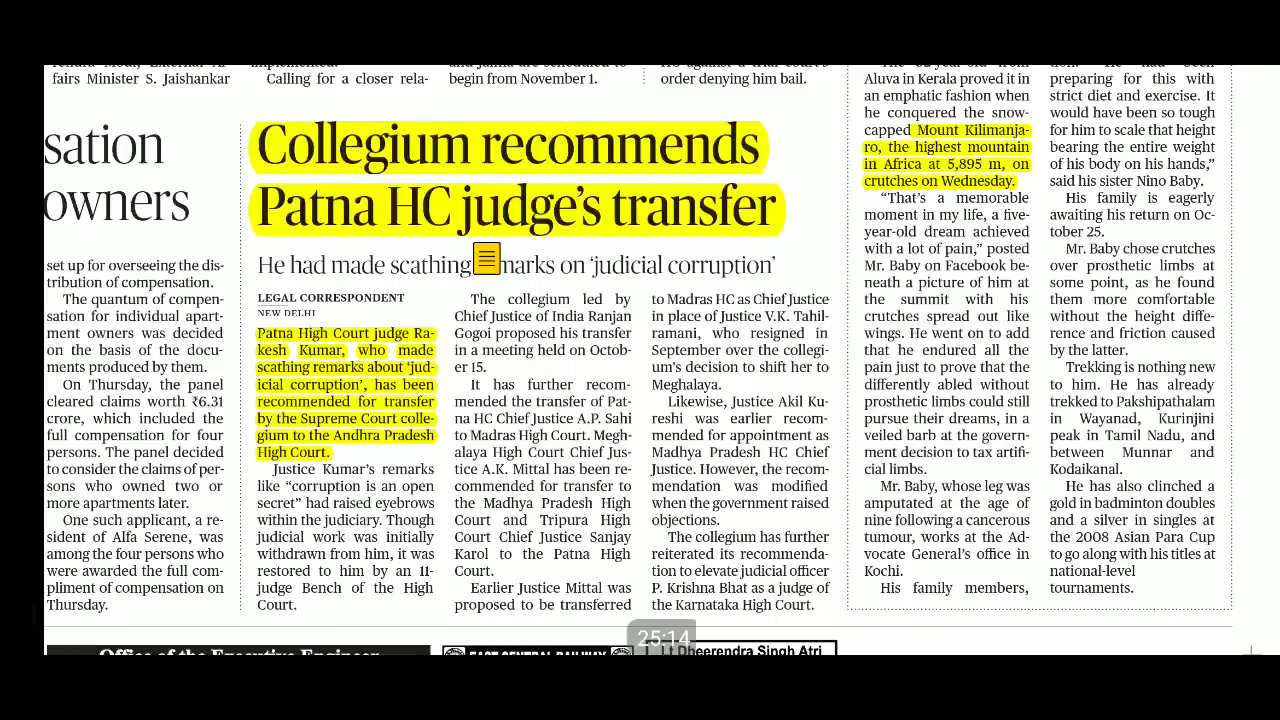 fairs Minister S. Jaishankar
Calling for a closer rela-
begin from November 1.
order denying him bail.
sation
owners
set up for overseeing the dis-
tribution of compensation.
The quantum of compen-
sation for individual apart-
ment owners was decided
on the basis of the docu-
ments produced by them.
On Thursday, the panel
cleared claims worth ₹6.31
crore, which included the
full compensation for four
persons. The panel decided
to consider the claims of per-
sons who owned two or
more apartments later.
One such applicant, a re-
sident of Alfa Serene, was
among the four persons who
were awarded the full com-
pliment of compensation on
Thursday.
Collegium recommends
Patna HC judge's transfer
He had made scathing marks on 'judicial corruption'
LEGAL CORRESPONDENT
NEW DELHI
Patna High Court judge Ra-
kesh Kumar, who made
scathing remarks about 'jud-
icial corruption', has been
recommended for transfer
by the Supreme Court colle-
gium to the Andhra Pradesh
High Court.
Justice Kumar's remarks
like "corruption is an open
secret" had raised eyebrows
within the judiciary. Though
judicial work was initially
withdrawn from him, it was
restored to him by an 11-
judge Bench of the High
Court.
The collegium led by
Chief Justice of India Ranjan
Gogoi proposed his transfer
in a meeting held on Octob-
er 15.
It has further recom-
mended the transfer of Pat-
na HC Chief Justice A.P. Sahi
to Madras High Court. Megh-
alaya High Court Chief Jus-
tice A.K. Mittal has been re-
commended for transfer to
the Madhya Pradesh High
Court and Tripura High
Court Chief Justice Sanjay
Karol to the Patna High
Court.
Earlier Justice Mittal was
proposed to be transferred
to Madras HC as Chief Justice
in place of Justice V.K. Tahil-
ramani, who resigned in
September over the collegi-
um's decision to shift her to
Meghalaya.
Likewise, Justice Akil Ku-
reshi was earlier recom-
mended for appointment as
Madhya Pradesh HC Chief
Justice. However, the recom-
mendation was modified
when the government raised
objections.
The collegium has further
reiterated its recommenda-
tion to elevate judicial officer
P. Krishna Bhat as a judge of
the Karnataka High Court.
Aluva in Kerala proved it in
an emphatic fashion when
he conquered the snow-
capped Mount Kilimanja-
ro, the highest mountain
in Africa at 5,895 m, on
crutches on Wednesday.
"That's a memorable
moment in my life, a five-
year-old dream achieved
with a lot of pain," posted
Mr. Baby on Facebook be-
neath a picture of him at
the summit with his
crutches spread out like
wings. He went on to add
that he endured all the
pain just to prove that the
differently abled without
prosthetic limbs could still
pursue their dreams, in a
veiled barb at the govern-
ment decision to tax artifi-
cial limbs.
Mr. Baby, whose leg was
amputated at the age of
nine following a cancerous
tumour, works at the Ad-
vocate General's office in
Kochi.
His family members,
preparing for this with
strict diet and exercise. It
would have been so tough
for him to scale that height
bearing the entire weight
of his body on his hands,"
said his sister Nino Baby.
His family is eagerly
awaiting his return on Oc-
tober 25.
Mr. Baby chose crutches
over prosthetic limbs at
some point, as he found
them more comfortable
without the height diffe-
rence and friction caused
by the latter.
Trekking is nothing new
to him. He has already
trekked to Pakshipathalam
in Wayanad, Kurinjini
peak in Tamil Nadu, and
between Munnar and
Kodaikanal.
He has also clinched a
gold in badminton doubles
and a silver in singles at
the 2008 Asian Para Cup
to go along with his titles at
national-level
tournaments.
25:14
Office of the Executive Engineer
EAST CENTRAL RAILWAY
Lt Dheerendra Singh Atri